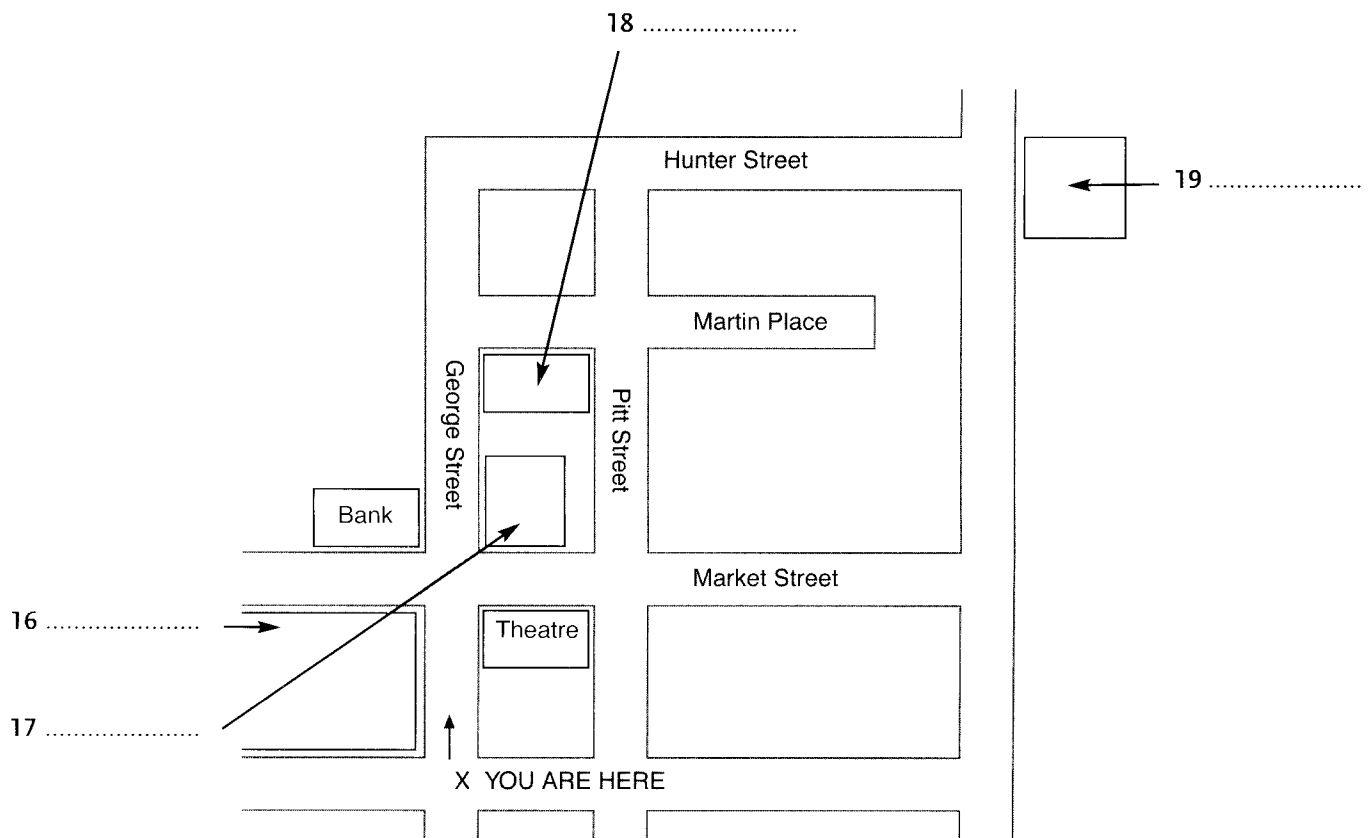 18 ......................
Hunter Street
19 ......................
Martin Place
George Street
Pitt Street
Bank
Market Street
16 ......................
Theatre
17 ......................
X YOU ARE HERE